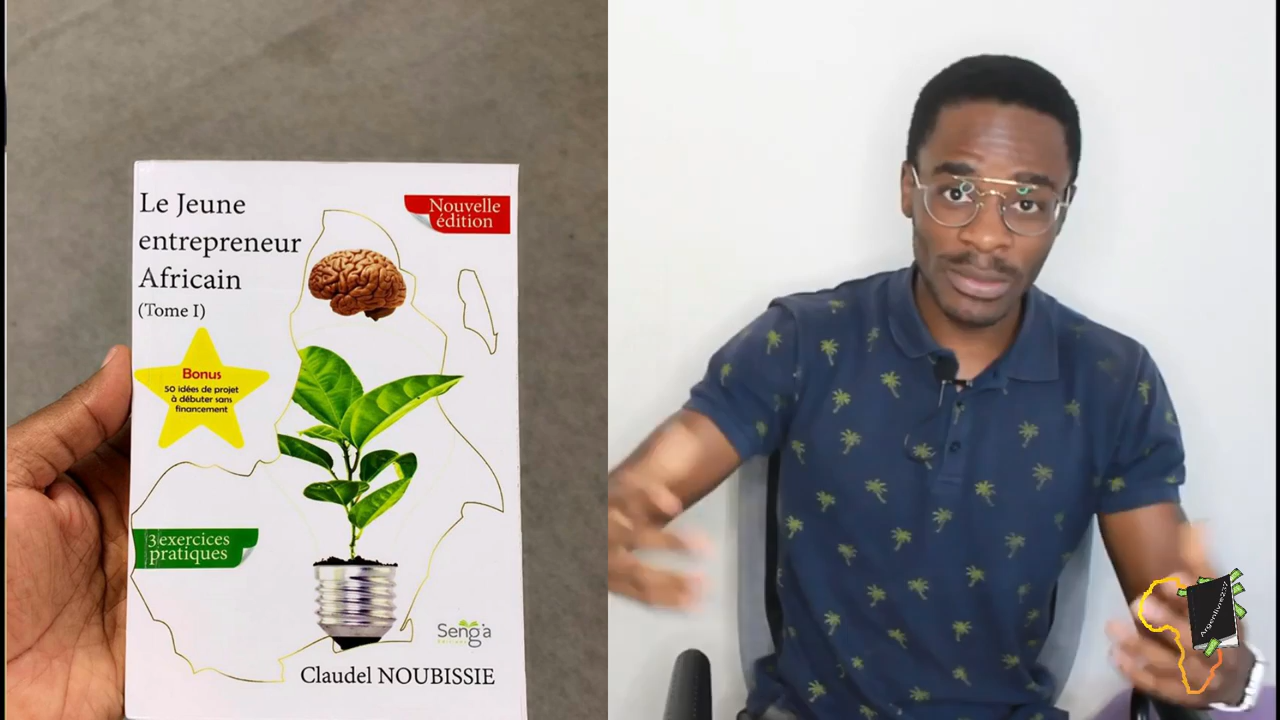 Le Jeune
entrepreneur
Africain
(Tome I)
Nouvelle
édition
Bonus
50 idées de projet
à débuter sans
financement
3 exercices
pratiques
Seng'a
Claudel NOUBISSIE
Argenlivre237